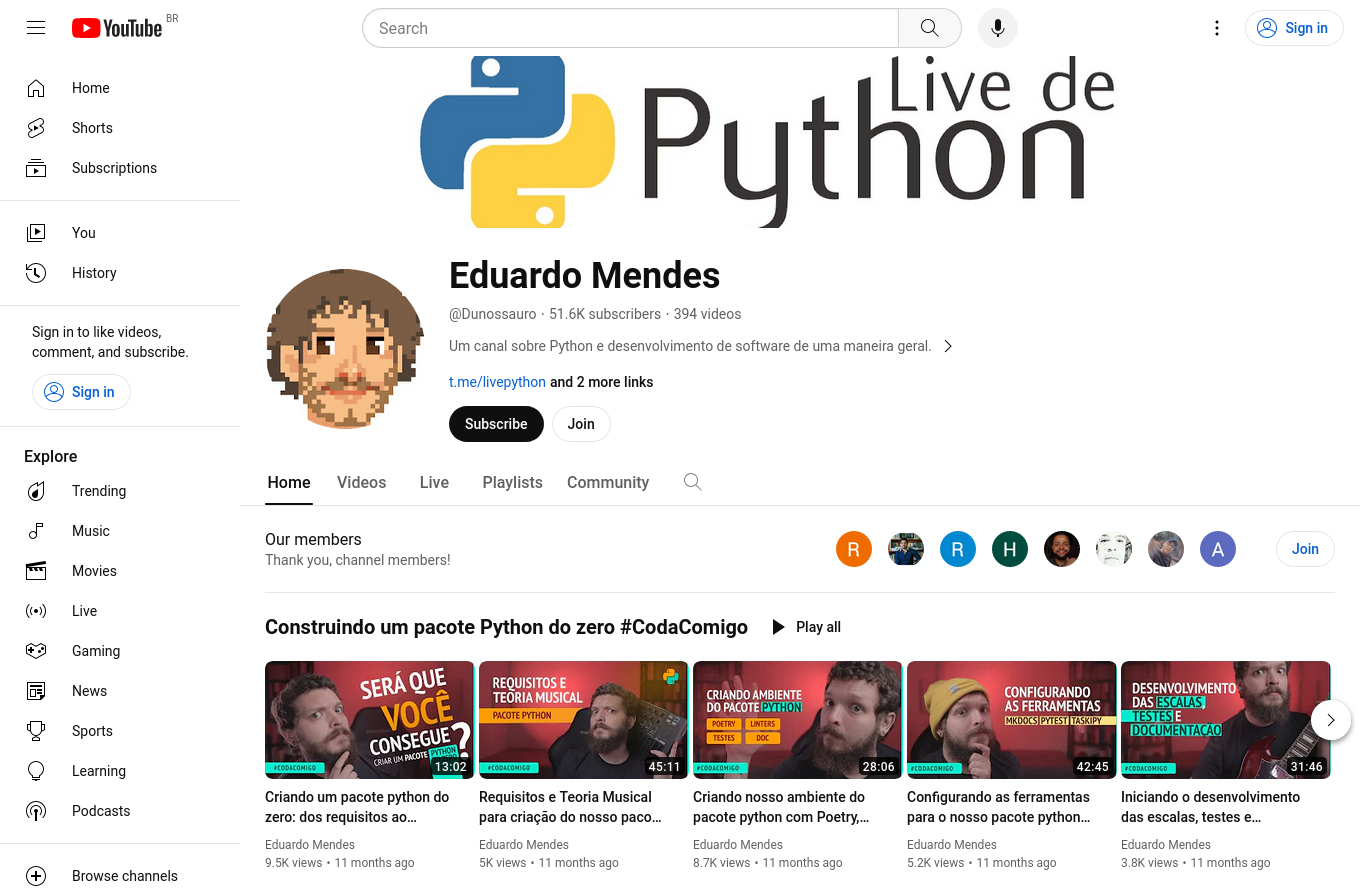 YouTube BR
Search
Sign in
Home
Shorts
Subscriptions
You
History
Sign in to like videos,
comment, and subscribe.
Sign in
Explore
Trending
Music
Movies
Live
Gaming
News
Sports
Learning
Podcasts
Browse channels
Live de
Python
Eduardo Mendes
@Dunossauro · 51.6K subscribers · 394 videos
Um canal sobre Python e desenvolvimento de software de uma maneira geral.
t.me/livepython and 2 more links
Subscribe Join
Home Videos Live Playlists Community
Our members
Thank you, channel members!
R R H A
Join
Construindo um pacote Python do zero #CodaComigo Play all
SERÁ QUE
VOCÊ
CONSEGUE?
CRIAR UM PACOTE PYTHON
#CODACOMIGO
13:02
Criando um pacote python do
zero: dos requisitos ao…
Eduardo Mendes
9.5K views • 11 months ago
REQUISITOS E
TEORIA MUSICAL
PACOTE PYTHON
#CODACOMIGO
45:11
Requisitos e Teoria Musical
para criação do nosso paco…
Eduardo Mendes
5K views • 11 months ago
CRIANDO AMBIENTE
DO PACOTE PYTHON
POETRY LINTERS
TESTES DOC
#CODACOMIGO
28:06
Criando nosso ambiente do
pacote python com Poetry,…
Eduardo Mendes
8.7K views • 11 months ago
CONFIGURANDO
AS FERRAMENTAS
MKDOCS PYTEST TASKIPY
#CODACOMIGO
42:45
Configurando as ferramentas
para o nosso pacote python…
Eduardo Mendes
5.2K views • 11 months ago
DESENVOLVIMENTO
DAS ESCALAS
TESTES E
DOCUMENTAÇÃO
#CODACOMIGO
31:46
Iniciando o desenvolvimento
das escalas, testes e…
Eduardo Mendes
3.8K views • 11 months ago